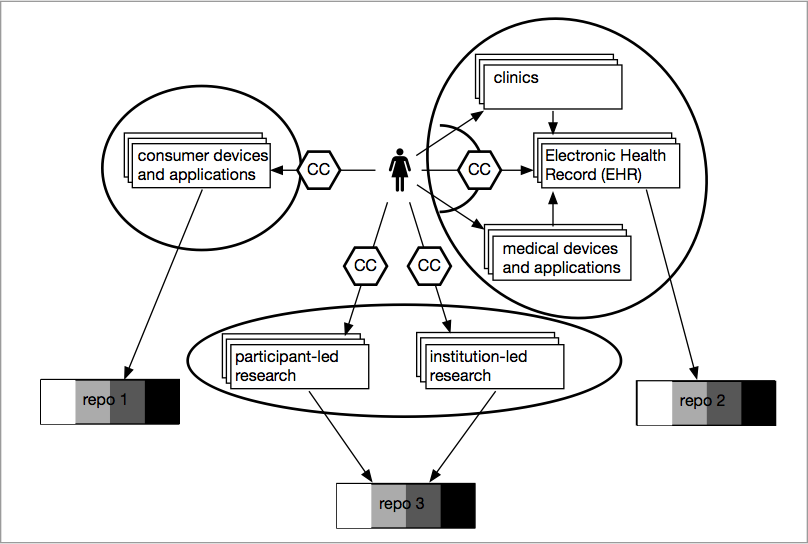 clinics
consumer devices
and applications
CC
CC
Electronic Health
Record (EHR)
medical devices
and applications
CC
CC
participant-led
research
institution-led
research
repo 1
repo 2
repo 3